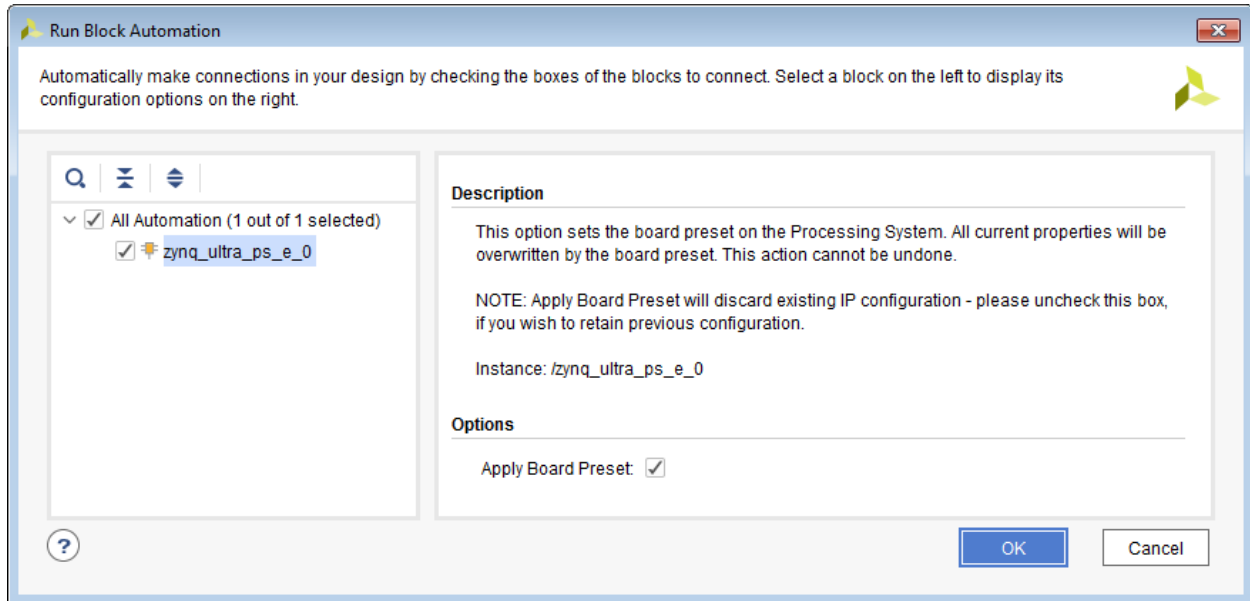 Run Block Automation
Automatically make connections in your design by checking the boxes of the blocks to connect. Select a block on the left to display its
configuration options on the right.
All Automation (1 out of 1 selected)
zynq_ultra_ps_e_0
Description
This option sets the board preset on the Processing System. All current properties will be
overwritten by the board preset. This action cannot be undone.
NOTE: Apply Board Preset will discard existing IP configuration - please uncheck this box,
if you wish to retain previous configuration.
Instance: /zynq_ultra_ps_e_0
Options
Apply Board Preset:
?
OK
Cancel